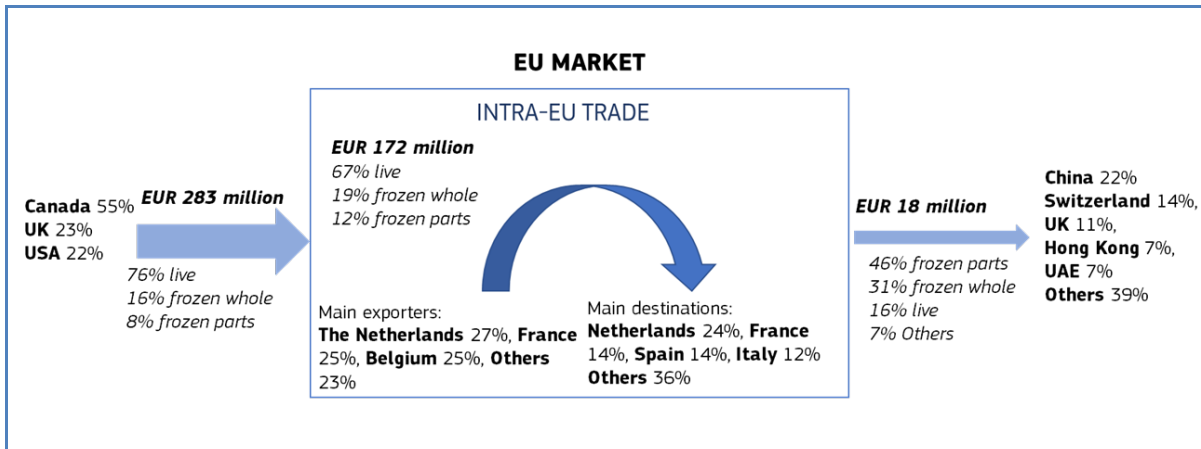 EU MARKET
INTRA-EU TRADE
Canada 55%
UK 23%
USA 22%
EUR 283 million
76% live
16% frozen whole
8% frozen parts
EUR 172 million
67% live
19% frozen whole
12% frozen parts
Main exporters:
The Netherlands 27%, France
25%, Belgium 25%, Others
23%
Main destinations:
Netherlands 24%, France
14%, Spain 14%, Italy 12%
Others 36%
EUR 18 million
46% frozen parts
31% frozen whole
16% live
7% Others
China 22%
Switzerland 14%,
UK 11%,
Hong Kong 7%,
UAE 7%
Others 39%